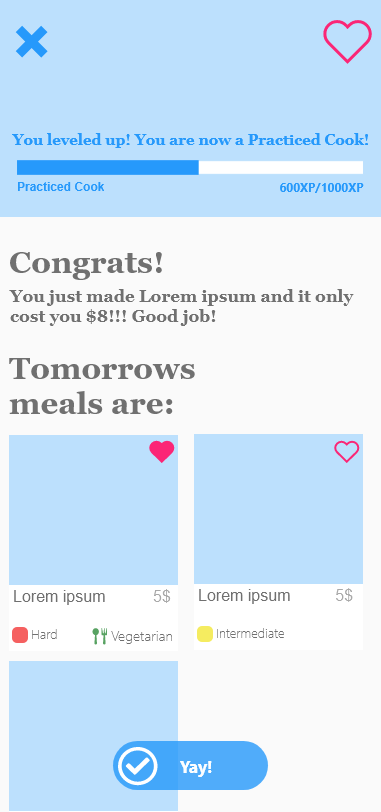 You leveled up! You are now a Practiced Cook!
Practiced Cook
600XP/1000XP
Congrats!
You just made Lorem ipsum and it only
cost you $8!!! Good job!
Tomorrows
meals are:
Lorem ipsum 5$
Hard Vegetarian
Lorem ipsum 5$
Intermediate
Yay!